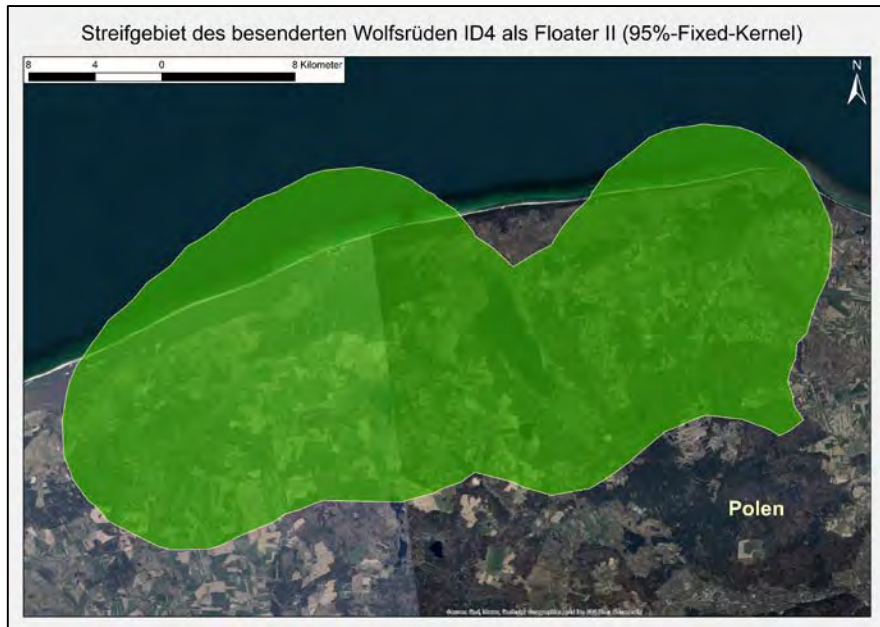 Streifgebiet des besenderten Wolfsrüden ID4 als Floater II (95%-Fixed-Kernel)
8 4 0 8 Kilometer
N
Polen